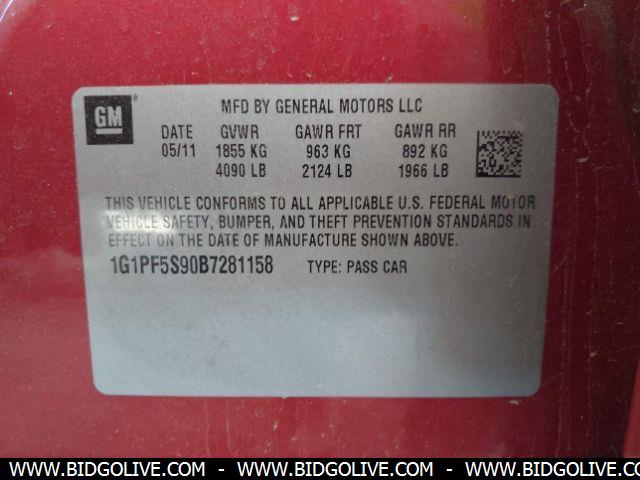 GM
MFD BY GENERAL MOTORS LLC
DATE GVWR GAWR FRT GAWR RR
05/11 1855 KG 963 KG 892 KG
4090 LB 2124 LB 1966 LB
THIS VEHICLE CONFORMS TO ALL APPLICABLE U.S. FEDERAL MOTOR
VEHICLE SAFETY, BUMPER, AND THEFT PREVENTION STANDARDS IN
EFFECT ON THE DATE OF MANUFACTURE SHOWN ABOVE.
1G1PF5S90B7281158 TYPE: PASS CAR
WWW.BIDGOLIVE.COM - WWW.BIDGOLIVE.COM - WWW.BIDGOLIVE.COM